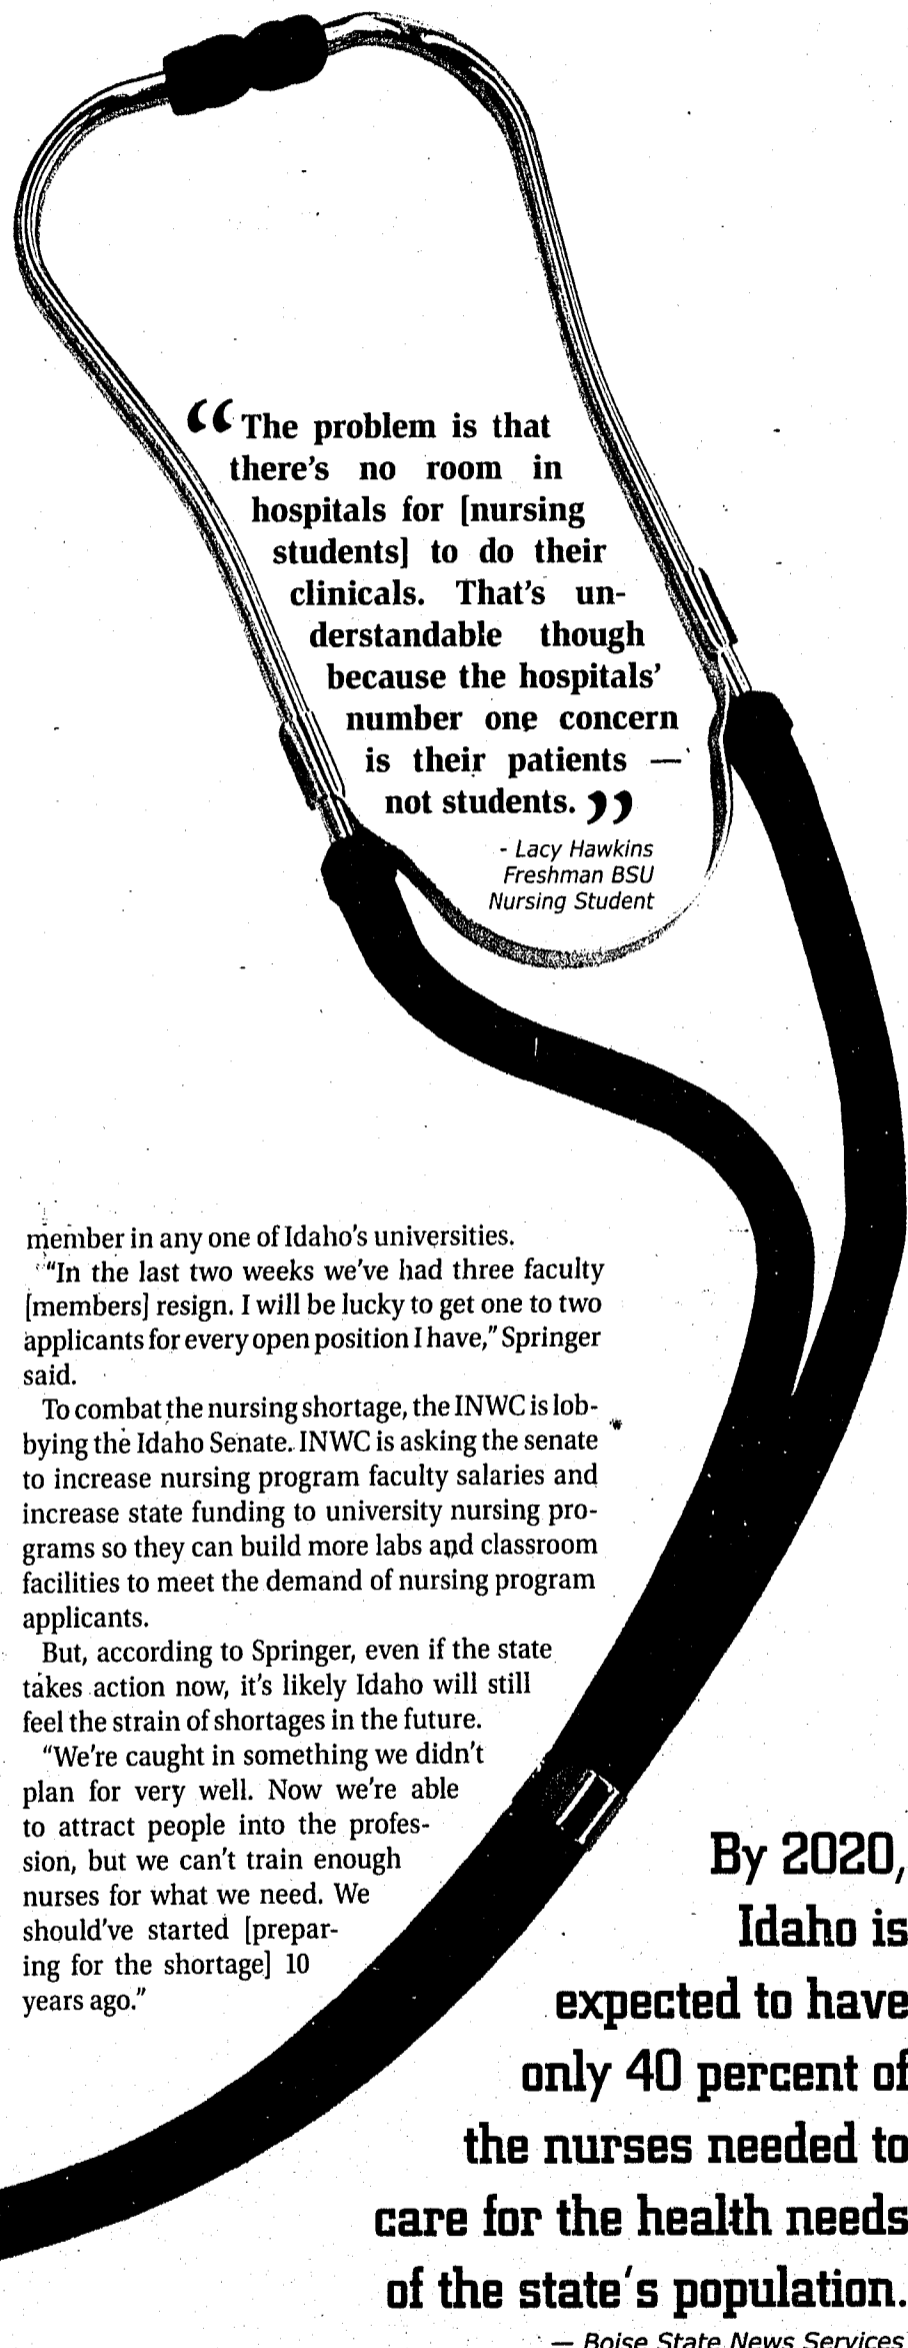 “The problem is that
there's no room in
hospitals for [nursing
students] to do their
clinicals. That's un-
derstandable though
because the hospitals'
number one concern
is their patients —
not students.”
- Lacy Hawkins
Freshman BSU
Nursing Student
member in any one of Idaho's universities.
“In the last two weeks we've had three faculty
[members] resign. I will be lucky to get one to two
applicants for every open position I have,” Springer
said.
To combat the nursing shortage, the INWC is lob-
bying the Idaho Senate. INWC is asking the senate
to increase nursing program faculty salaries and
increase state funding to university nursing pro-
grams so they can build more labs and classroom
facilities to meet the demand of nursing program
applicants.
But, according to Springer, even if the state
takes action now, it's likely Idaho will still
feel the strain of shortages in the future.
“We're caught in something we didn't
plan for very well. Now we're able
to attract people into the profes-
sion, but we can't train enough
nurses for what we need. We
should've started [prepar-
ing for the shortage] 10
years ago.”
By 2020,
Idaho is
expected to have
only 40 percent of
the nurses needed to
care for the health needs
of the state's population.
— Boise State News Services